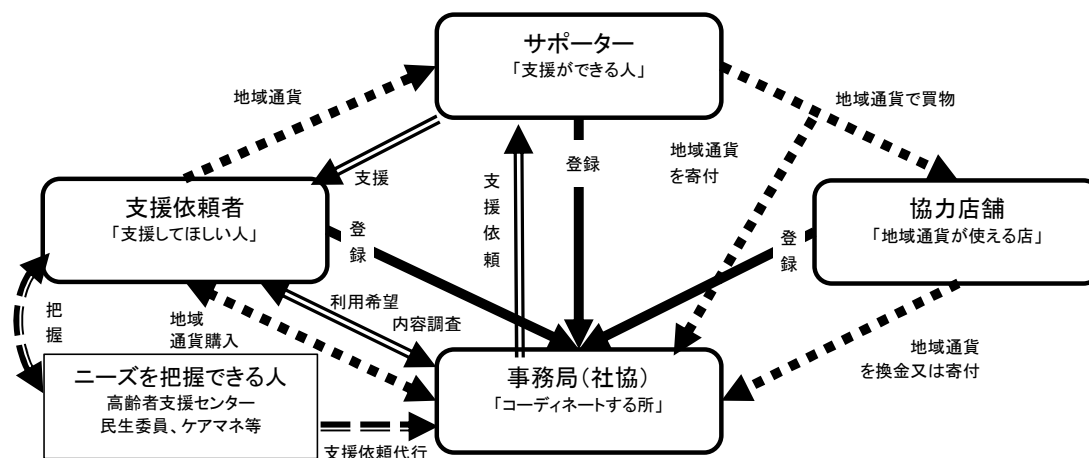 サポーター
「支援ができる人」
地域通貨
地域通貨で買物
支援
登録
地域通貨
を寄付
支援依頼
支援依頼者
「支援してほしい人」
協力店舗
「地域通貨が使える店」
登録
登録
把握
利用希望
内容調査
地域
通貨購入
ニーズを把握できる人
高齢者支援センター
民生委員、ケアマネ等
事務局（社協）
「コーディネートする所」
地域通貨
を換金又は寄付
支援依頼代行